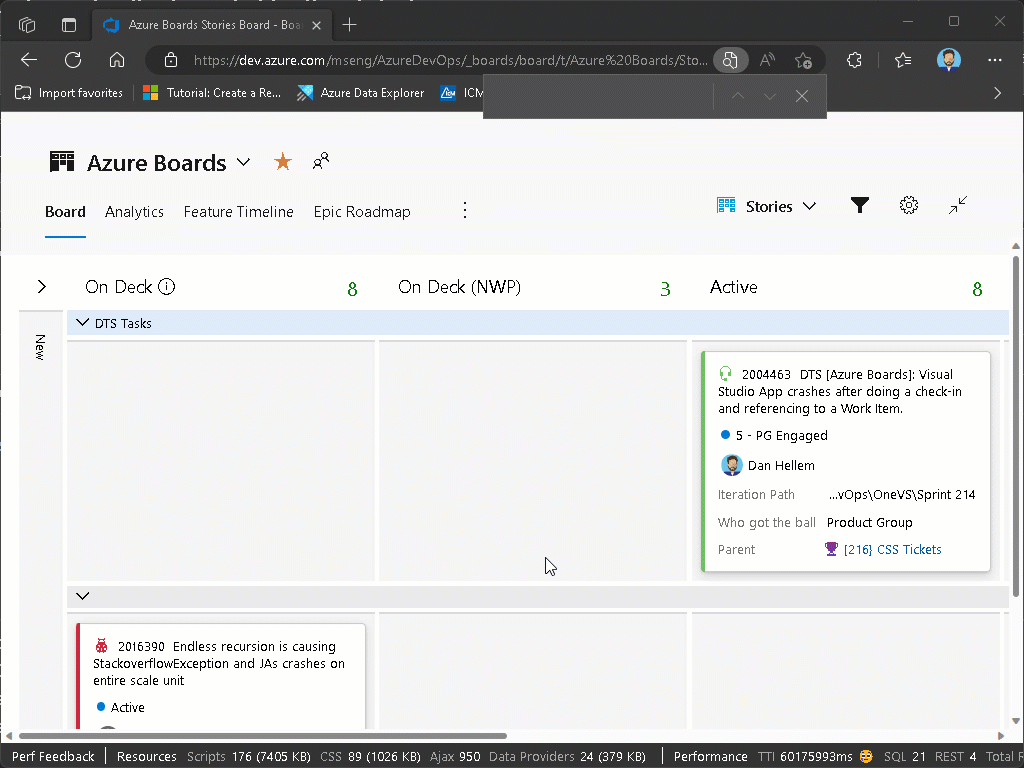 Azure Boards Stories Board - Boa
https://dev.azure.com/mseng/AzureDevOps/_boards/board/t/Azure%20Boards/Sto...
Import favorites
Tutorial: Create a Re...
Azure Data Explorer
ICM
Azure Boards
Board
Analytics
Feature Timeline
Epic Roadmap
Stories
On Deck
8
On Deck (NWP)
3
Active
8
New
DTS Tasks
2004463 DTS [Azure Boards]: Visual
Studio App crashes after doing a check-in
and referencing to a Work Item.
5 - PG Engaged
Dan Hellem
Iteration Path ...vOps\OneVS\Sprint 214
Who got the ball Product Group
Parent [216] CSS Tickets
2016390 Endless recursion is causing
StackoverflowException and JAs crashes on
entire scale unit
Active
Perf Feedback Resources Scripts 176 (7405 KB) CSS 89 (1026 KB) Ajax 950 Data Providers 24 (379 KB) Performance TTI 60175993ms SQL 21 REST 4 Total